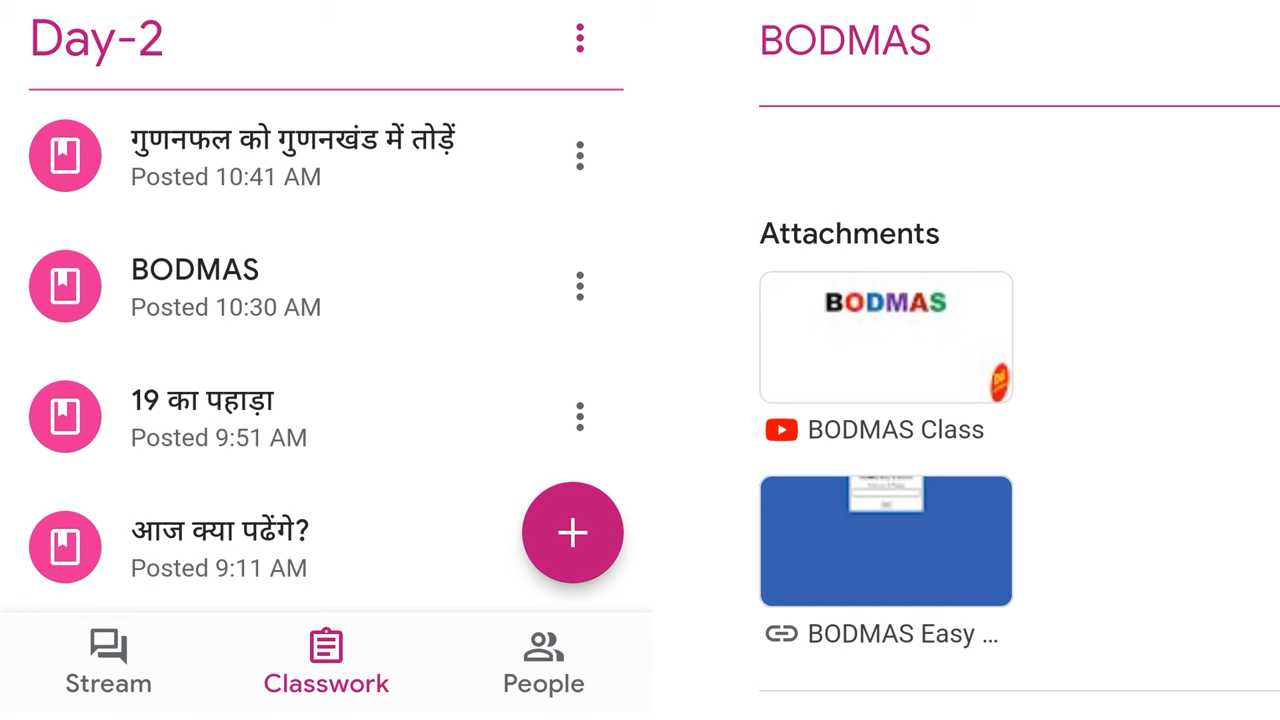 Day-2
गुणनफल को गुणनखंड में तोड़ें
Posted 10:41 AM
BODMAS
Posted 10:30 AM
19 का पहाड़ा
Posted 9:51 AM
आज क्या पढेंगे?
Posted 9:11 AM
Stream
Classwork
People
BODMAS
Attachments
BODMAS
BODMAS Class
BODMAS Easy ...